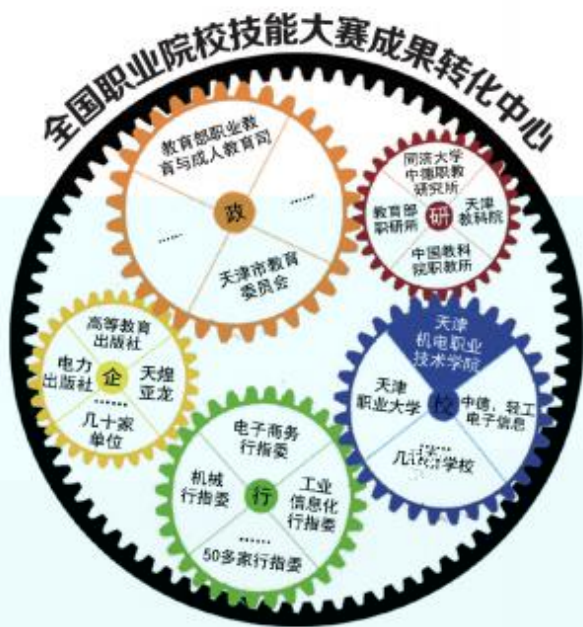 全国职业院校技能大赛成果转化中心
教育部职业教
育与成人教育司
······
······
政
天津市教育
委员会
同济大学
中德职教
研究所
教育部
职研所
研
天津
教科院
中国教科
院职教所
高等教育
出版社
电力
出版社
企
天煌
亚龙
······
几十家
单位
天津
机电职业
技术学院
天津
职业大学
校
中德、轻工
电子信息
······
学校
电子商务
行指委
机械
行指委
行
工业
信息化
行指委
······
50多家行指委